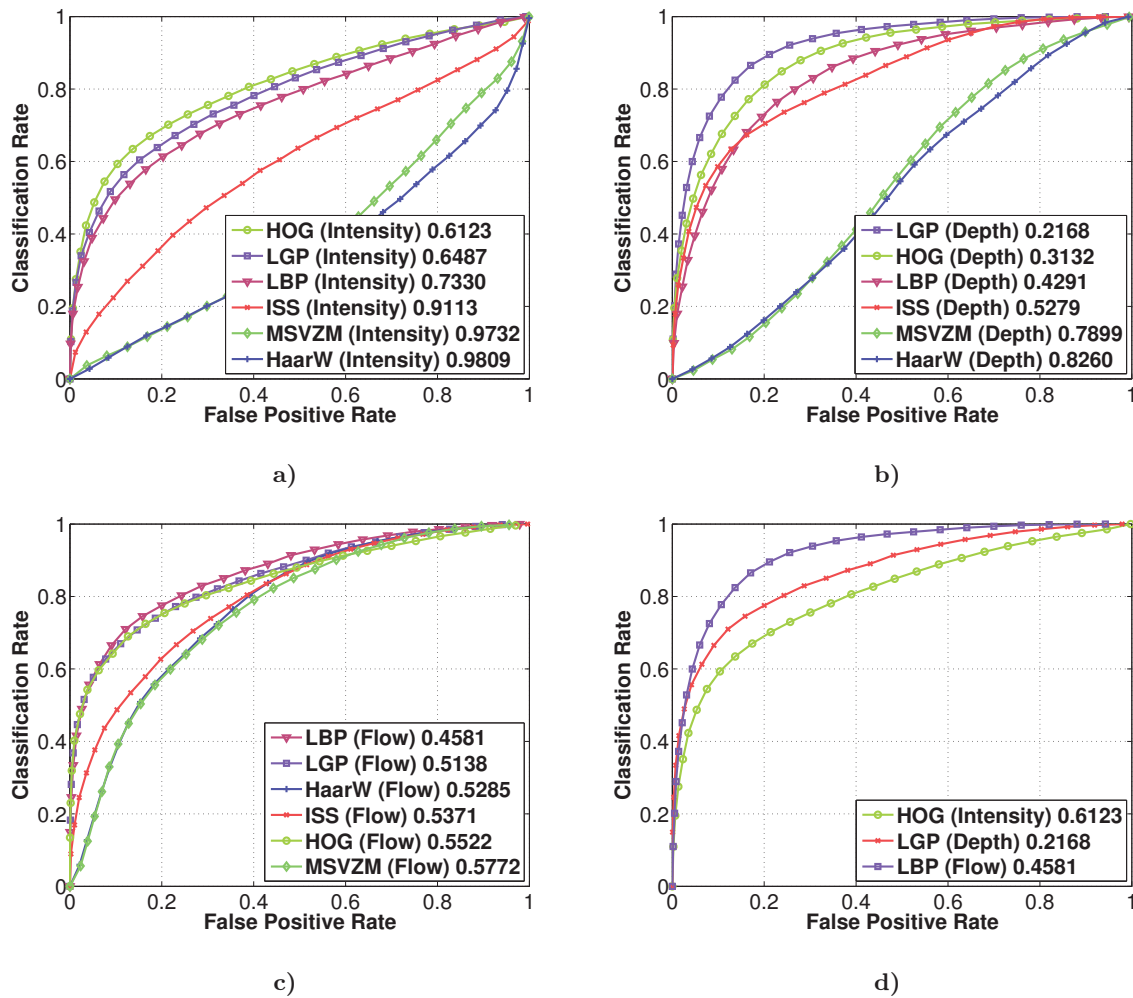 1
0.8
0.6
0.4
0.2
0
Classification Rate
HOG (Intensity) 0.6123
LGP (Intensity) 0.6487
LBP (Intensity) 0.7330
ISS (Intensity) 0.9113
MSVZM (Intensity) 0.9732
HaarW (Intensity) 0.9809
0 0.2 0.4 0.6 0.8 1
False Positive Rate
a)
1
0.8
0.6
0.4
0.2
0
Classification Rate
LGP (Depth) 0.2168
HOG (Depth) 0.3132
LBP (Depth) 0.4291
ISS (Depth) 0.5279
MSVZM (Depth) 0.7899
HaarW (Depth) 0.8260
0 0.2 0.4 0.6 0.8 1
False Positive Rate
b)
1
0.8
0.6
0.4
0.2
0
Classification Rate
LBP (Flow) 0.4581
LGP (Flow) 0.5138
HaarW (Flow) 0.5285
ISS (Flow) 0.5371
HOG (Flow) 0.5522
MSVZM (Flow) 0.5772
0 0.2 0.4 0.6 0.8 1
False Positive Rate
c)
1
0.8
0.6
0.4
0.2
0
Classification Rate
HOG (Intensity) 0.6123
LGP (Depth) 0.2168
LBP (Flow) 0.4581
0 0.2 0.4 0.6 0.8 1
False Positive Rate
d)